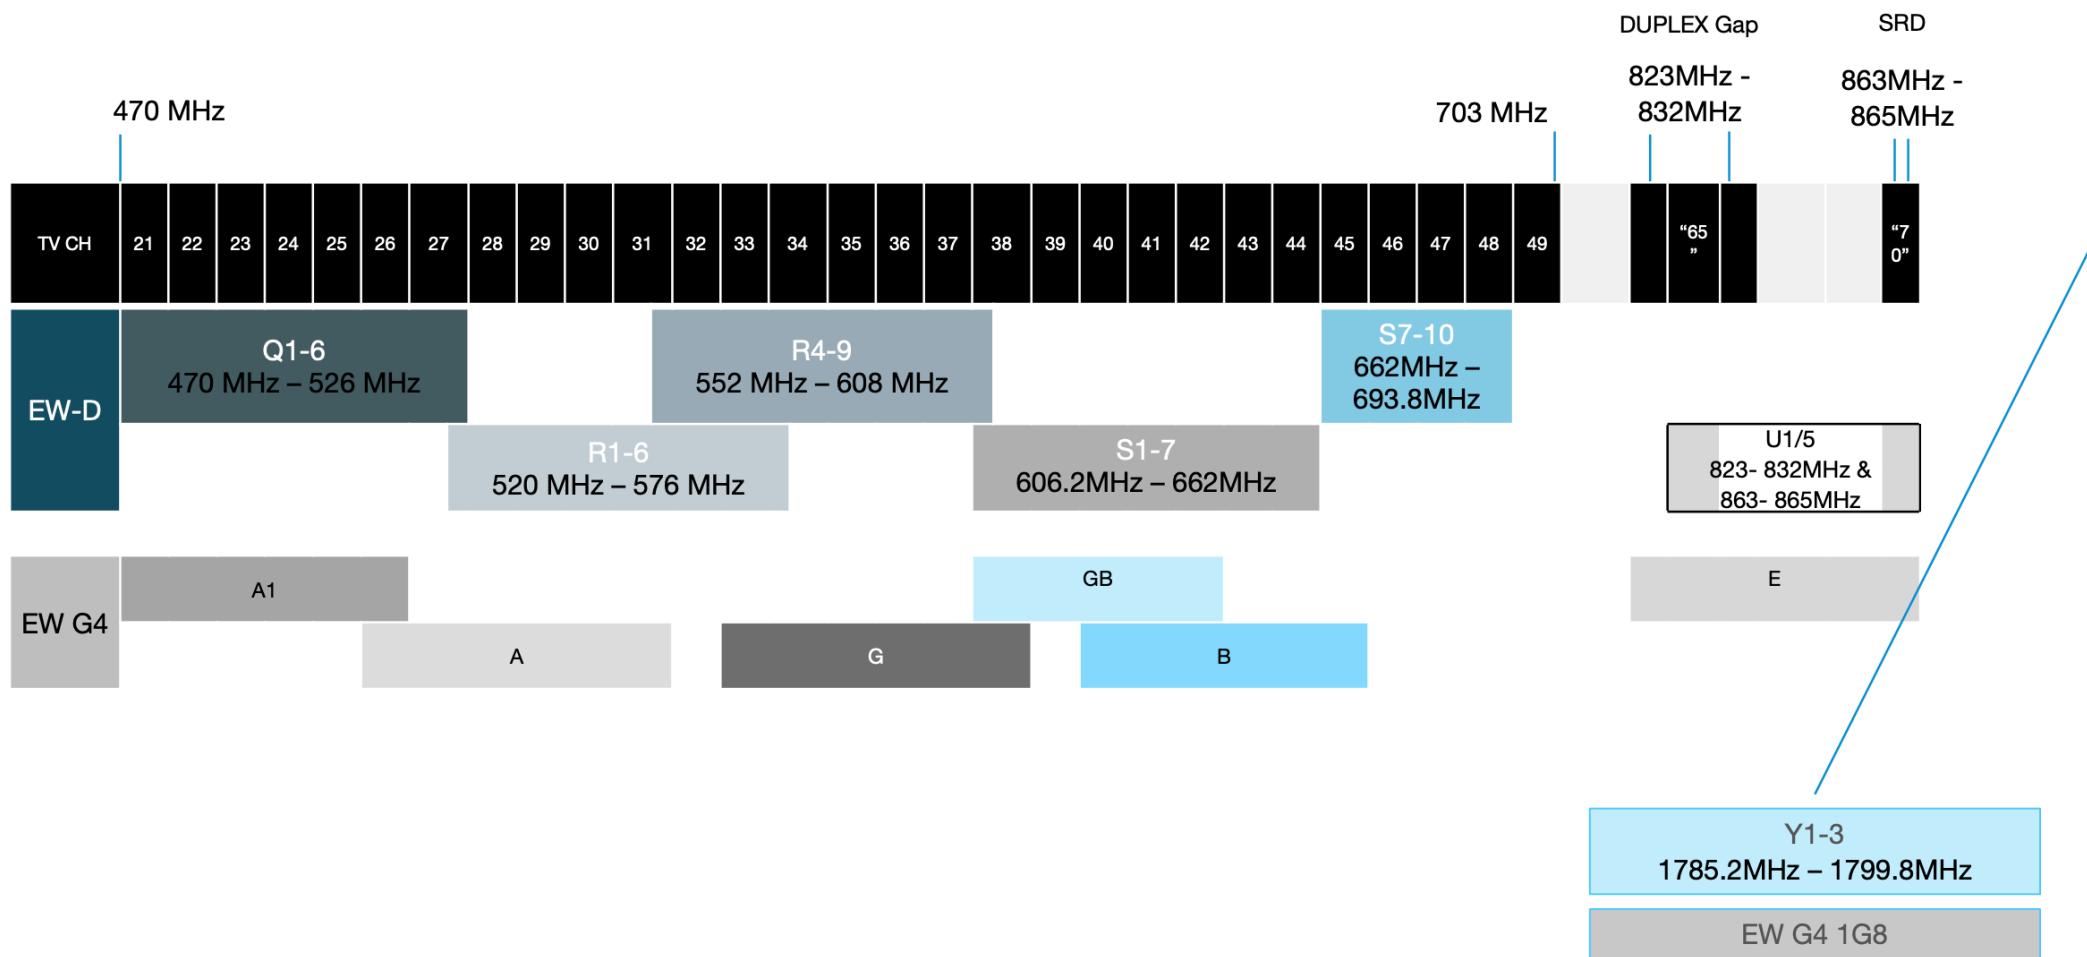 DUPLEX Gap
SRD
823MHz -
832MHz
863MHz -
865MHz
470 MHz
703 MHz
TV CH 21 22 23 24 25 26 27 28 29 30 31 32 33 34 35 36 37 38 39 40 41 42 43 44 45 46 47 48 49
“65
”
“7
0”
EW-D
Q1-6
470 MHz – 526 MHz
R4-9
552 MHz – 608 MHz
S7-10
662MHz –
693.8MHz
R1-6
520 MHz – 576 MHz
S1-7
606.2MHz – 662MHz
U1/5
823- 832MHz &
863- 865MHz
EW G4
A1
GB
E
A
G
B
Y1-3
1785.2MHz – 1799.8MHz
EW G4 1G8